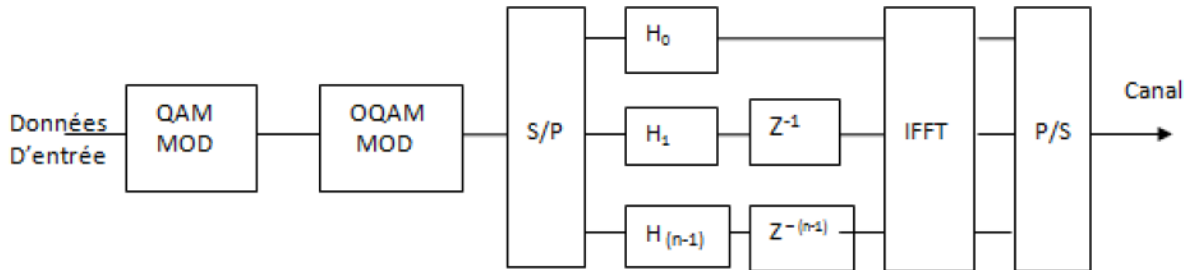 Données
D'entrée
QAM
MOD
OQAM
MOD
S/P
H₀
H₁
Z⁻¹
H (n-1)
Z⁻⁽ⁿ⁻¹⁾
IFFT
P/S
Canal